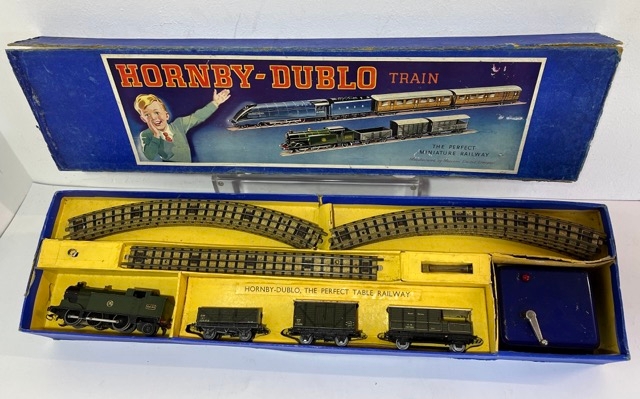 HORNBY-DUBLO TRAIN
THE PERFECT
MINIATURE RAILWAY
HORNBY-DUBLO, THE PERFECT TABLE RAILWAY